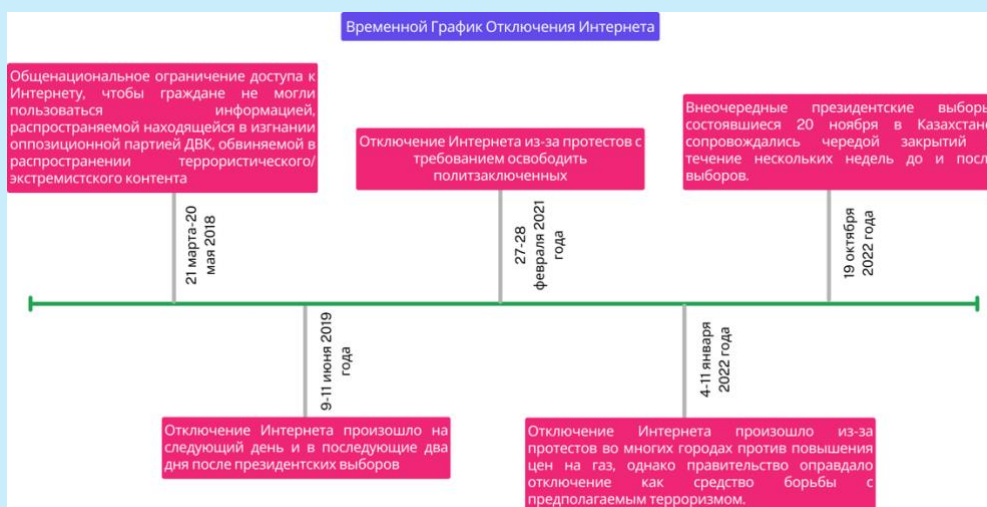 Временной График Отключения Интернета
Общенациональное ограничение доступа к
Интернету, чтобы граждане не могли
пользоваться информацией,
распространяемой находящейся в изгнании
оппозиционной партией ДВК, обвиняемой в
распространении террористического/
экстремистского контента
21 марта-20
мая 2018
9-11 июня 2019
года
Отключение Интернета произошло на
следующий день и в последующие два
дня после президентских выборов
Отключение Интернета из-за протестов с
требованием освободить
политзаключенных
27-28
февраля 2021
года
4-11 января
2022 года
Отключение Интернета произошло из-за
протестов во многих городах против повышения
цен на газ, однако правительство оправдало
отключение как средство борьбы с
предполагаемым терроризмом.
Внеочередные президентские выборы
состоявшиеся 20 ноября в Казахстане
сопровождались чередой закрытий
течение нескольких недель до и после
выборов.
19 октября
2022 года